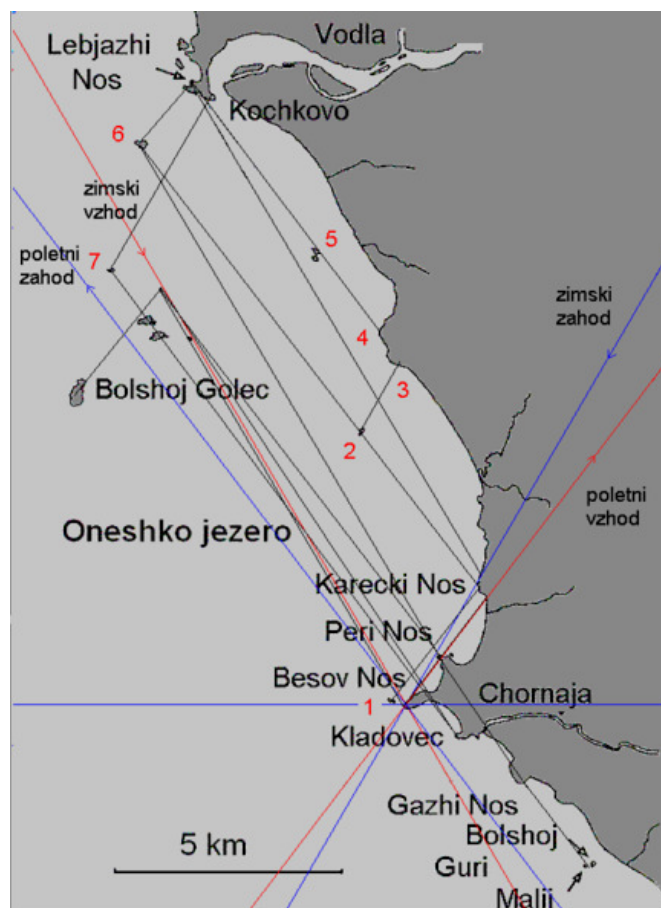 Lebjazhi
Nos
Vodla
Kochkovo
6
zimski
vzhod
5
poletni
zahod
7
zimski
zahod
4
3
Bolshoj Golec
2
poletni
vzhod
Oneshko jezero
Karecki Nos
Peri Nos
Besov Nos
1
Chornaja
Kladovec
Gazhi Nos
5 km
Bolshoj
Guri
Malij